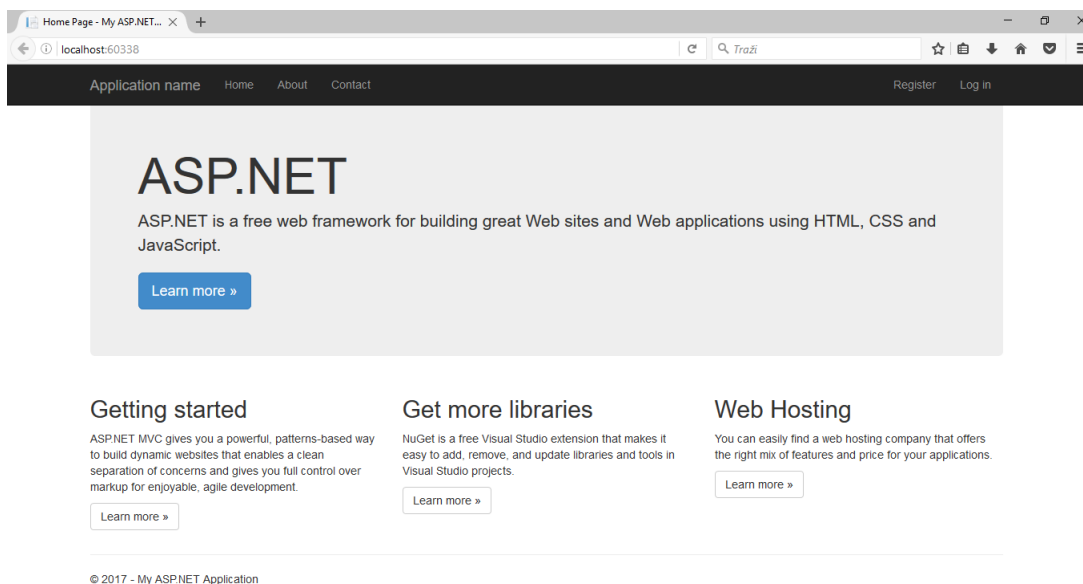 Home Page - My ASP.NET...
localhost:60338
Traži
Application name Home About Contact Register Log in
ASP.NET
ASP.NET is a free web framework for building great Web sites and Web applications using HTML, CSS and
JavaScript.
Learn more »
Getting started
ASP.NET MVC gives you a powerful, patterns-based way
to build dynamic websites that enables a clean
separation of concerns and gives you full control over
markup for enjoyable, agile development.
Learn more »
Get more libraries
NuGet is a free Visual Studio extension that makes it
easy to add, remove, and update libraries and tools in
Visual Studio projects.
Learn more »
Web Hosting
You can easily find a web hosting company that offers
the right mix of features and price for your applications.
Learn more »
© 2017 - My ASP.NET Application